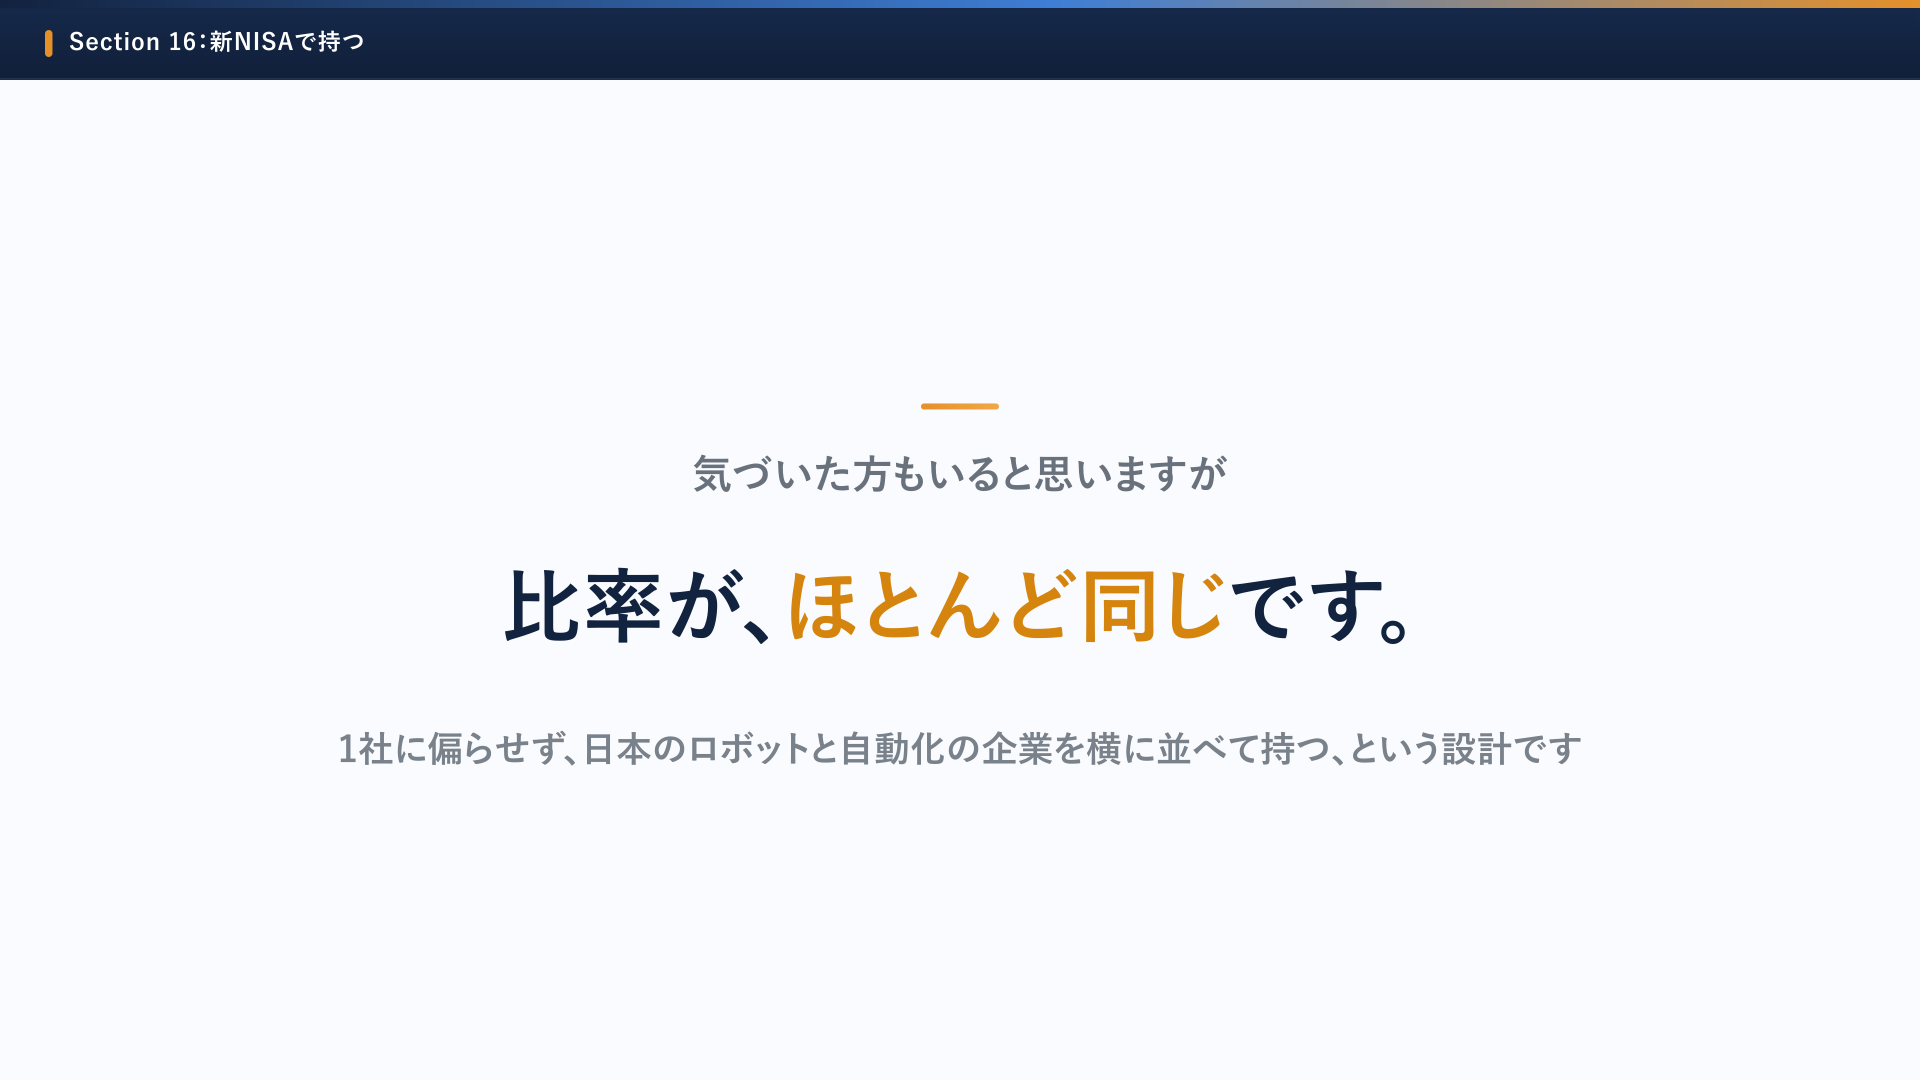 Section 16：新NISAで持つ
気づいた方もいると思いますが
比率が、ほとんど同じです。
1社に偏らせず、日本のロボットと自動化の企業を横に並べて持つ、という設計です